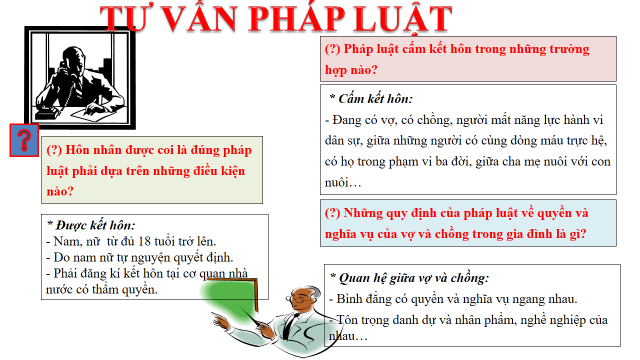 TƯ VẤN PHÁP LUẬT
?
(?) Hôn nhân được coi là đúng pháp
luật phải dựa trên những điều kiện
nào?
* Được kết hôn:
- Nam, nữ từ đủ 18 tuổi trở lên.
- Do nam nữ tự nguyện quyết định.
- Phải đăng kí kết hôn tại cơ quan nhà
nước có thẩm quyền.
(?) Pháp luật cấm kết hôn trong những trường
hợp nào?
* Cấm kết hôn:
- Đang có vợ, có chồng, người mất năng lực hành vi
dân sự, giữa những người có cùng dòng máu trực hệ,
có họ trong phạm vi ba đời, giữa cha mẹ nuôi với con
nuôi…
(?) Những quy định của pháp luật về quyền và
nghĩa vụ của vợ và chồng trong gia đình là gì?
* Quan hệ giữa vợ và chồng:
- Bình đẳng có quyền và nghĩa vụ ngang nhau.
- Tôn trọng danh dự và nhân phẩm, nghề nghiệp của
nhau…